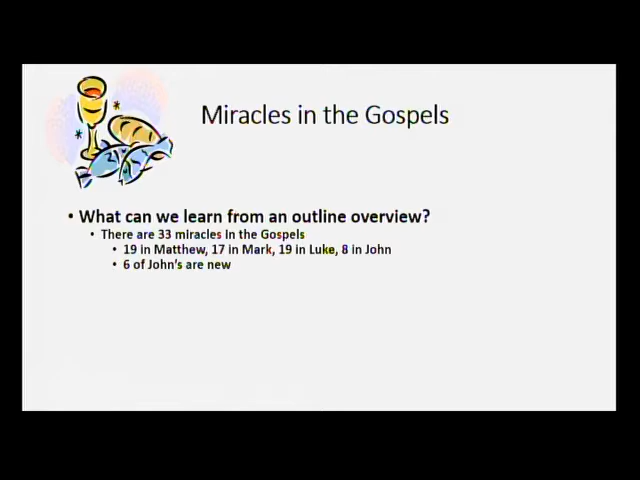 Miracles in the Gospels
• What can we learn from an outline overview?
• There are 33 miracles in the Gospels
• 19 in Matthew, 17 in Mark, 19 in Luke, 8 in John
• 6 of John's are new